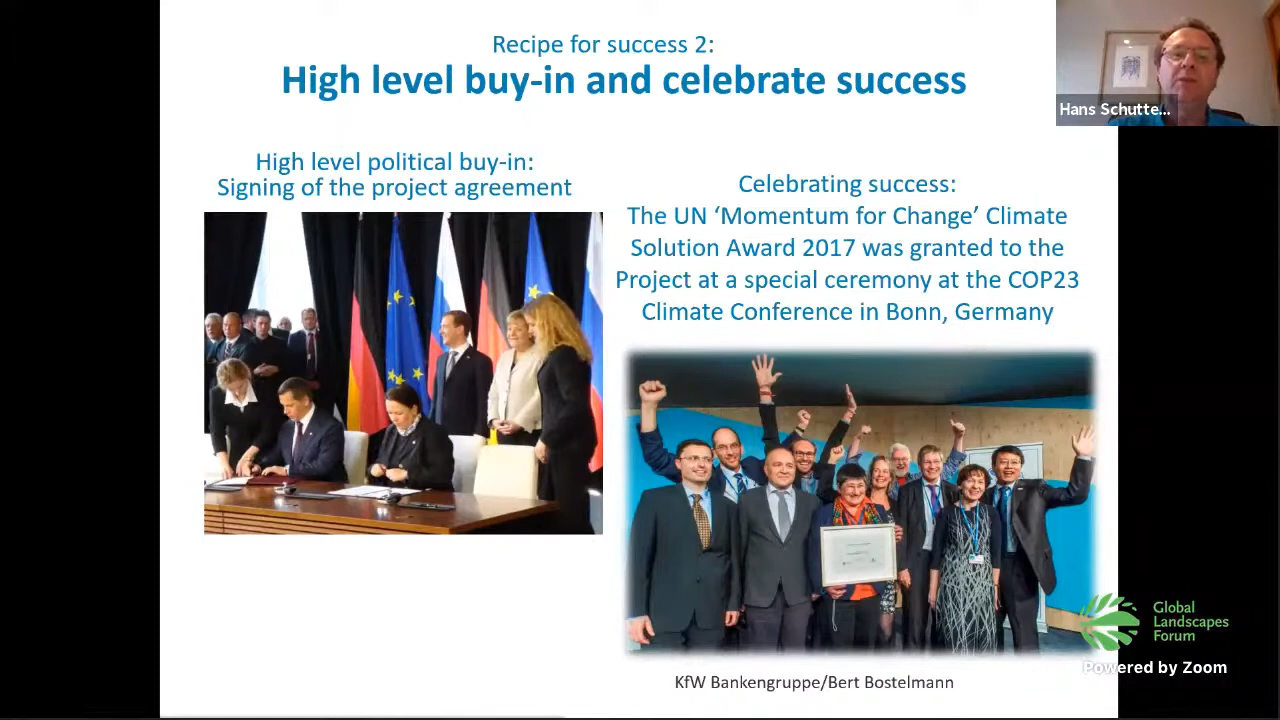 Recipe for success 2:
High level buy-in and celebrate success
Hans Schutte...
High level political buy-in:
Signing of the project agreement
Celebrating success:
The UN ‘Momentum for Change’ Climate
Solution Award 2017 was granted to the
Project at a special ceremony at the COP23
Climate Conference in Bonn, Germany
Global
Landscapes
Forum
Powered by Zoom
KfW Bankengruppe/Bert Bostelmann